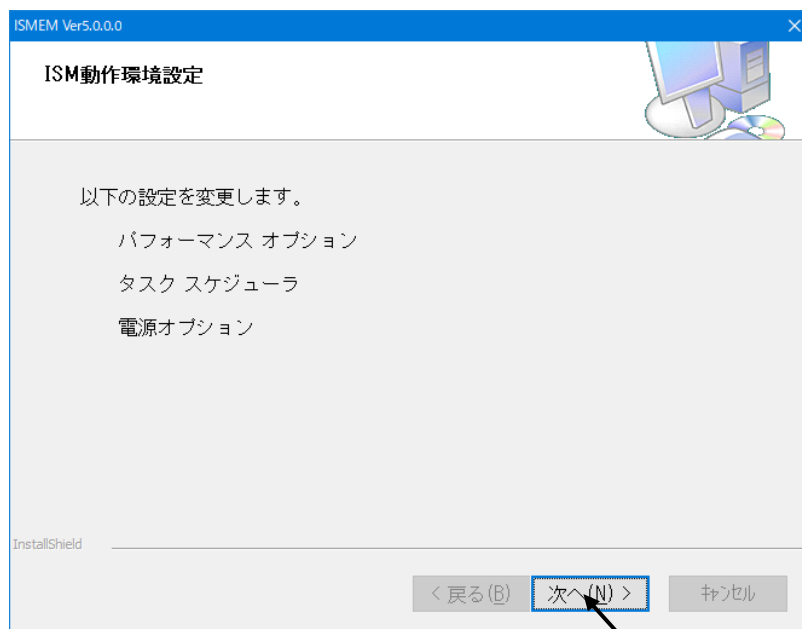 ISMEM Ver5.0.0.0
ISM動作環境設定
以下の設定を変更します。
パフォーマンス オプション
タスク スケジューラ
電源オプション
InstallShield
< 戻る(B)
次へ(N) >
キャンセル